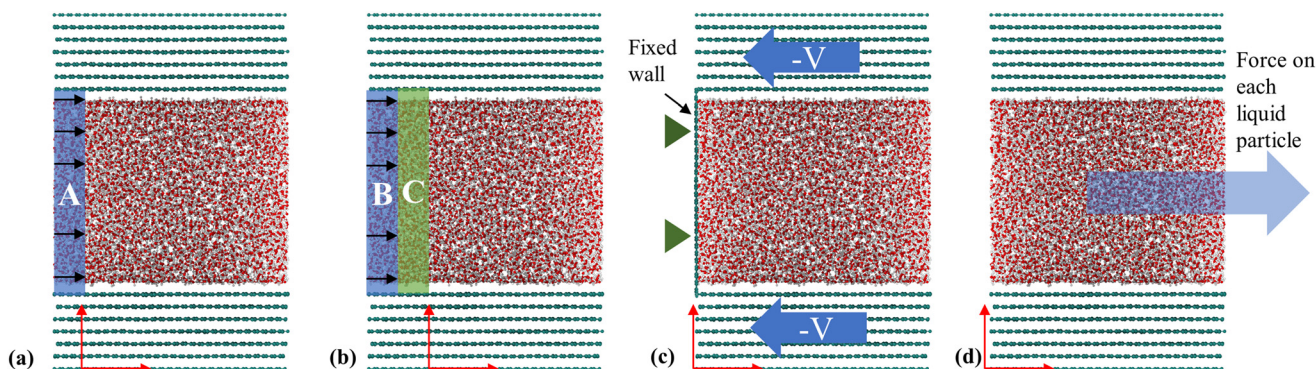 A
(a)
B C
(b)
Fixed
wall
-V
-V
(c)
Force on
each
liquid
particle
(d)